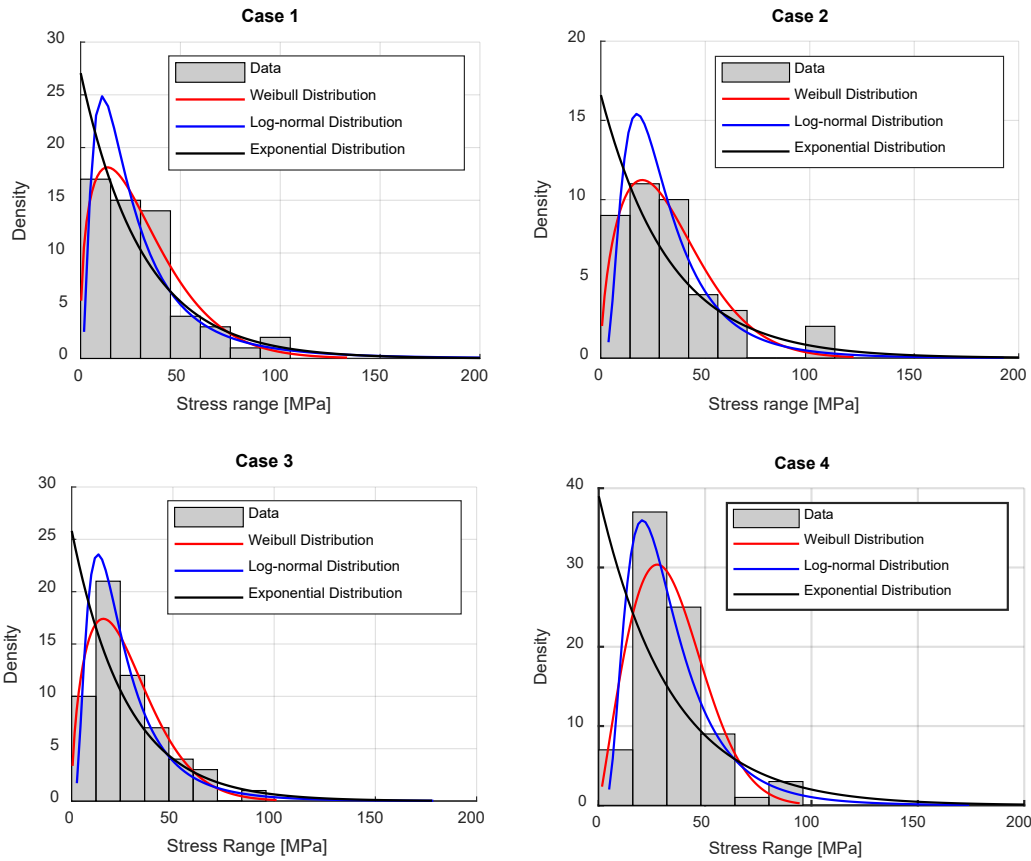 Case 1
30
25
20
15
10
5
0
Density
Data
Weibull Distribution
Log-normal Distribution
Exponential Distribution
0
50
100
150
200
Stress range [MPa]
Case 2
20
15
10
5
0
Density
Data
Weibull Distribution
Log-normal Distribution
Exponential Distribution
0
50
100
150
200
Stress range [MPa]
Case 3
30
25
20
15
10
5
0
Density
Data
Weibull Distribution
Log-normal Distribution
Exponential Distribution
0
50
100
150
200
Stress Range [MPa]
Case 4
40
30
20
10
0
Density
Data
Weibull Distribution
Log-normal Distribution
Exponential Distribution
0
50
100
150
200
Stress Range [MPa]